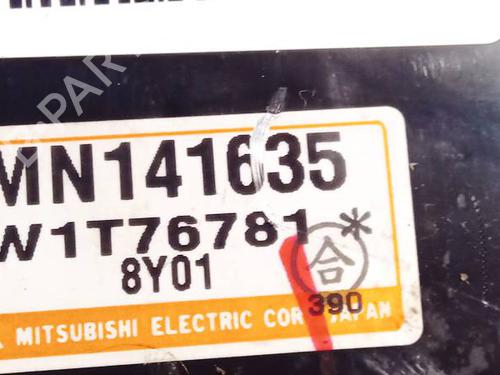 MN141635
W1T76781
*
8Y01
合
390
MITSUBISHI ELECTRIC COR JAPAN